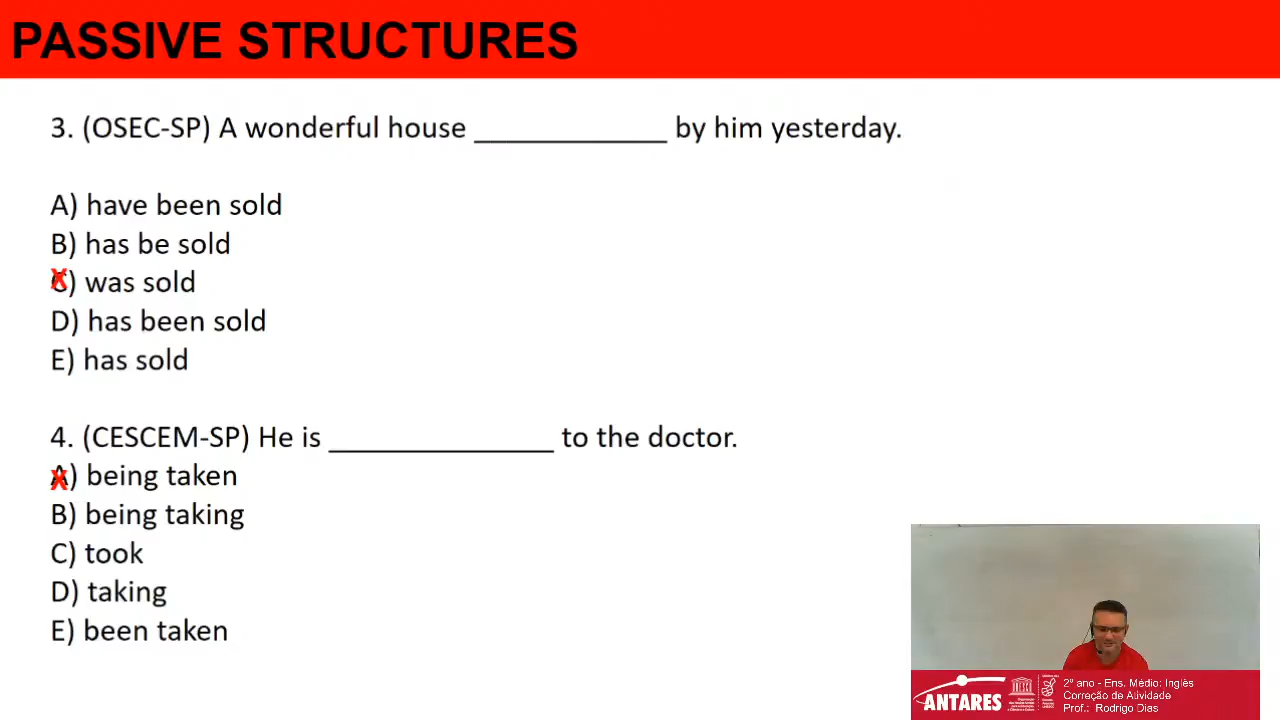 PASSIVE STRUCTURES
3. (OSEC-SP) A wonderful house _____________ by him yesterday.
A) have been sold
B) has be sold
C) was sold
D) has been sold
E) has sold
4. (CESCEM-SP) He is _______________ to the doctor.
A) being taken
B) being taking
C) took
D) taking
E) been taken
ANTARES
2º ano - Ens. Médio: Inglês
Correção de Atividade
Prof.: Rodrigo Dias